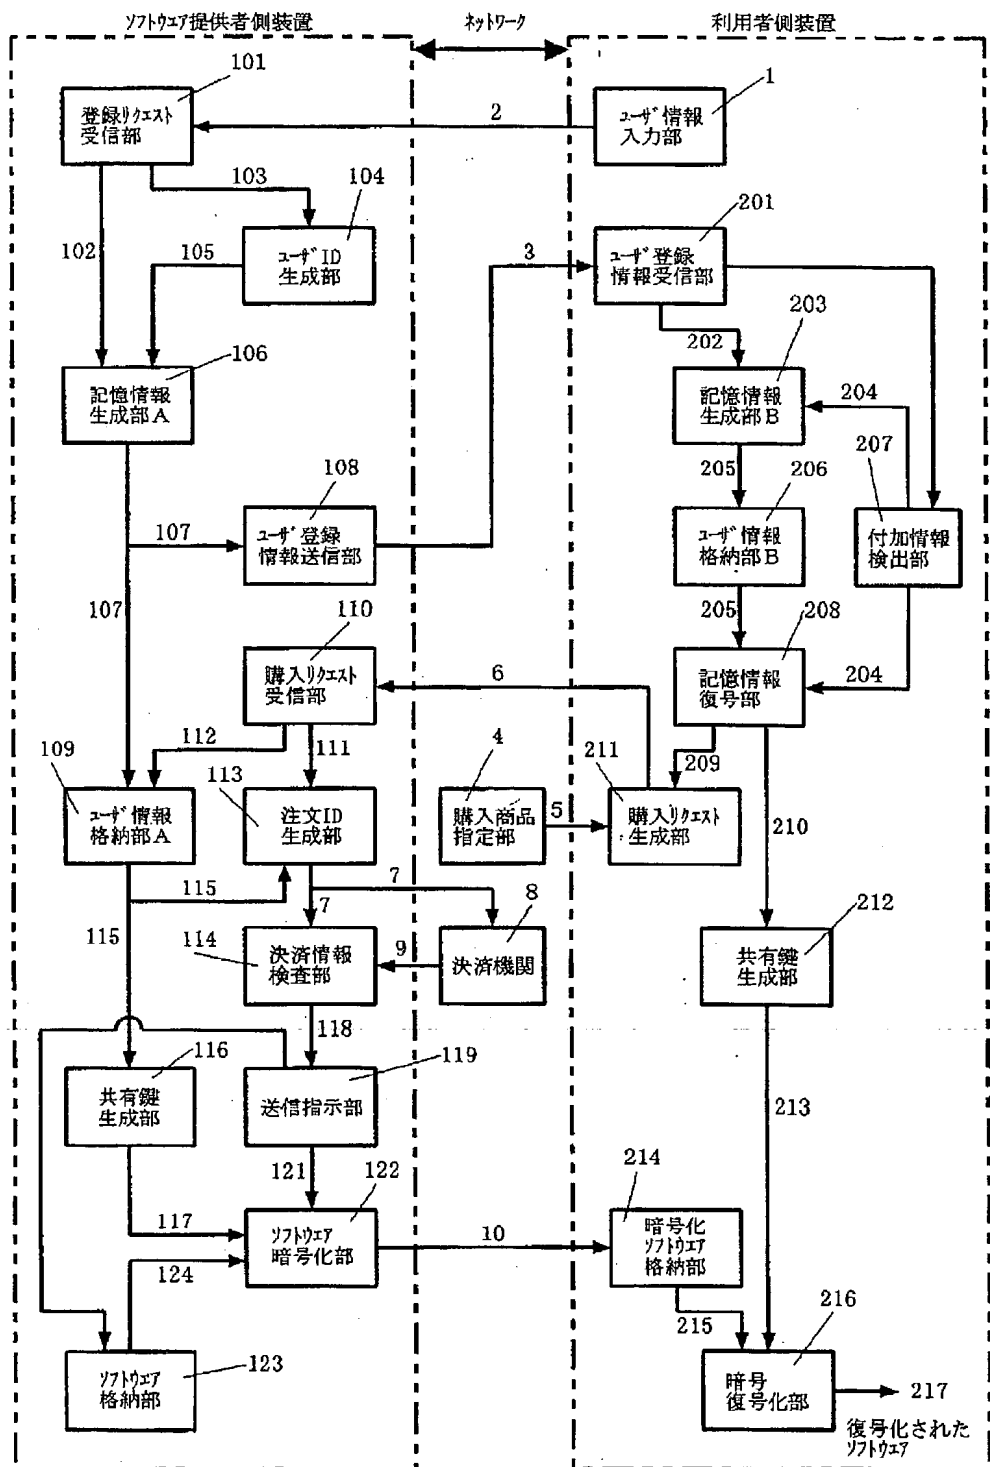 ソフトウエア提供者側装置
ネットワーク
利用者側装置
101
登録リクエスト
受信部
2
1
ユーザ情報
入力部
103
104
102
105
ユーザID
生成部
3
201
ユーザ登録
情報受信部
202
203
106
記憶情報
生成部A
記憶情報
生成部B
204
207
108
205
206
107
ユーザ登録
情報送信部
ユーザ情報
格納部B
付加情報
検出部
107
110
205
208
購入リクエスト
受信部
6
記憶情報
復号部
204
112
111
109
113
4
211
209
ユーザ情報
格納部A
注文ID
生成部
購入商品
指定部
5
購入リクエスト
生成部
210
115
7
7
8
115
114
212
決済情報
検査部
9
決済機関
共有鍵
生成部
118
116
119
共有鍵
生成部
送信指示部
213
121
122
214
117
ソフトウエア
暗号化部
10
暗号化
ソフトウエア
格納部
124
215
216
123
ソフトウエア
格納部
暗号
復号化部
217
復号化された
ソフトウエア